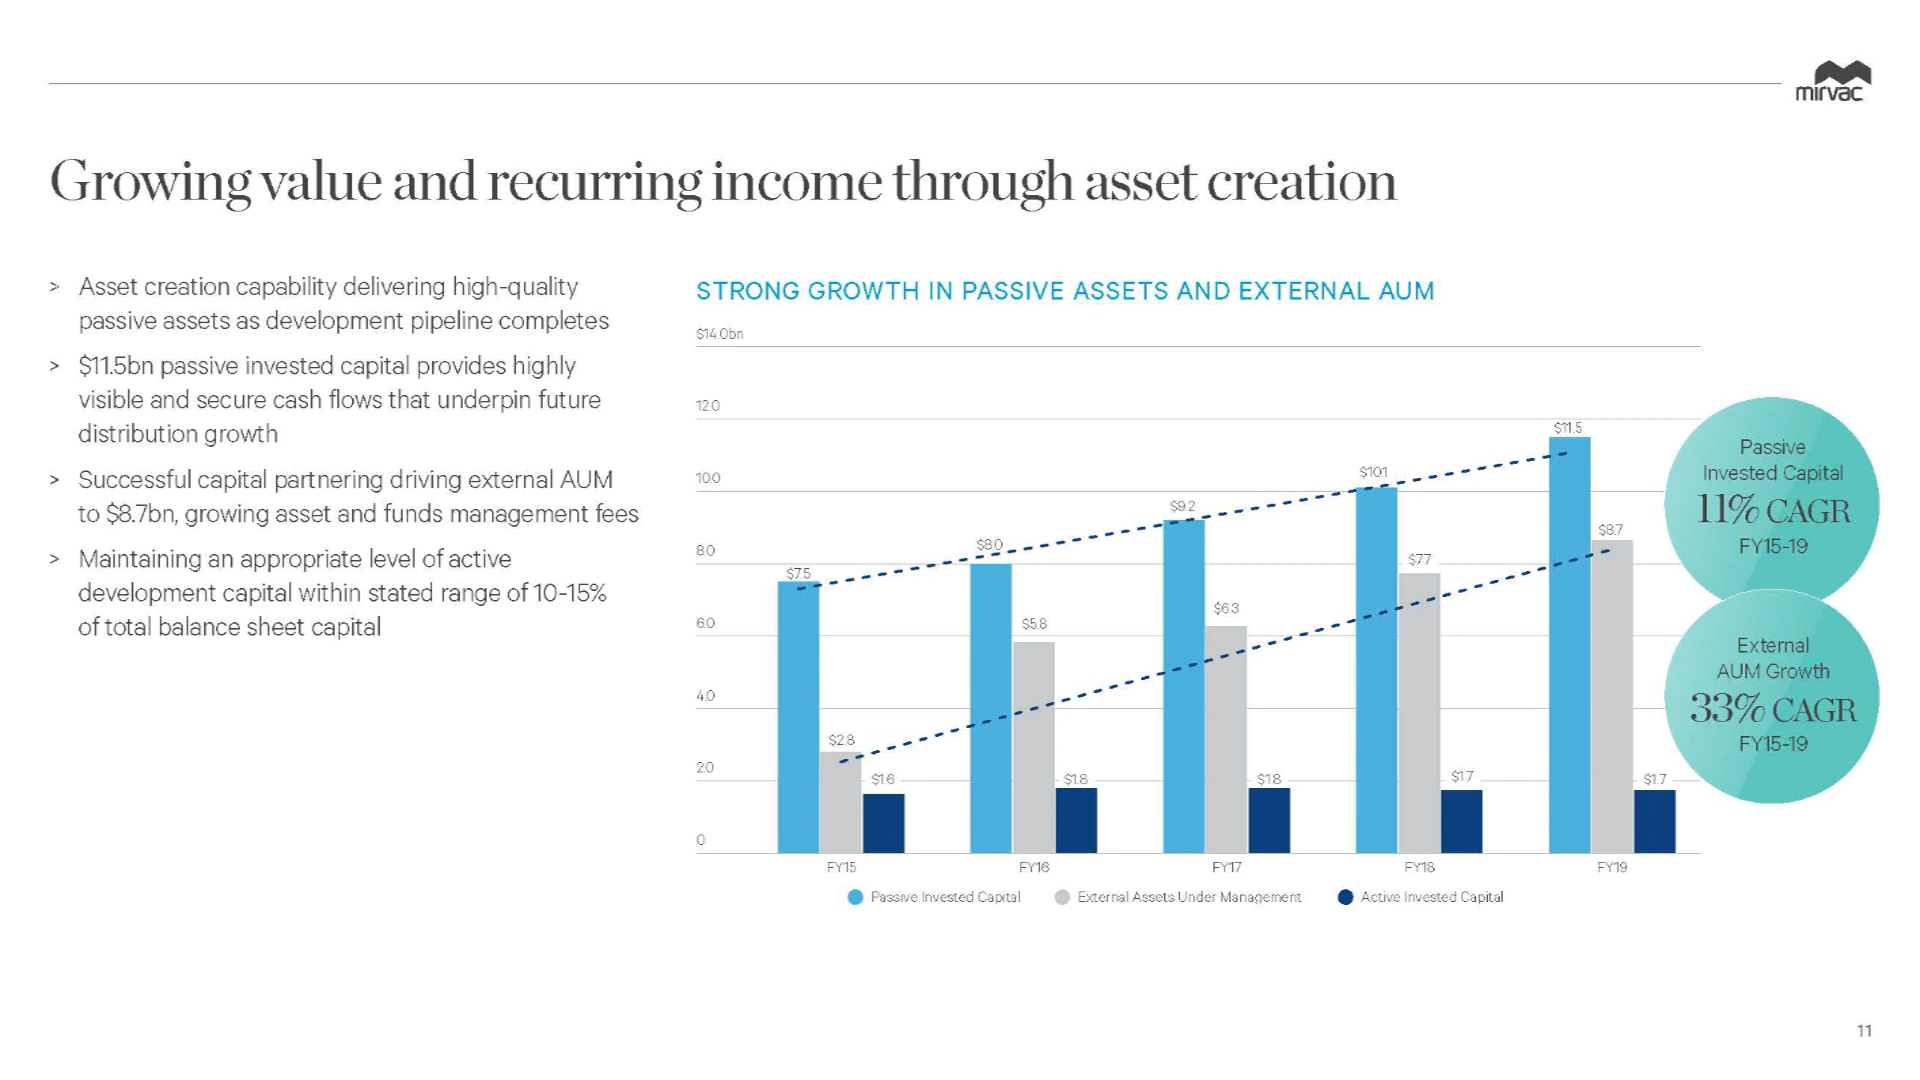 mirvac
Growing value and recurring income through asset creation
> Asset creation capability delivering high-quality
passive assets as development pipeline completes
> $11.5bn passive invested capital provides highly
visible and secure cash flows that underpin future
distribution growth
> Successful capital partnering driving external AUM
to $8.7bn, growing asset and funds management fees
> Maintaining an appropriate level of active
development capital within stated range of 10-15%
of total balance sheet capital
STRONG GROWTH IN PASSIVE ASSETS AND EXTERNAL AUM
$14.0bn
12.0
10.0
8.0
6.0
4.0
2.0
0
$7.5
$2.8
$1.6
$8.0
$5.8
$1.8
$9.2
$6.3
$1.8
$10.1
$7.7
$1.7
$11.5
$8.7
$1.7
FY15
FY16
FY17
FY18
FY19
Passive Invested Capital
External Assets Under Management
Active Invested Capital
Passive
Invested Capital
11% CAGR
FY15-19
External
AUM Growth
33% CAGR
FY15-19
11